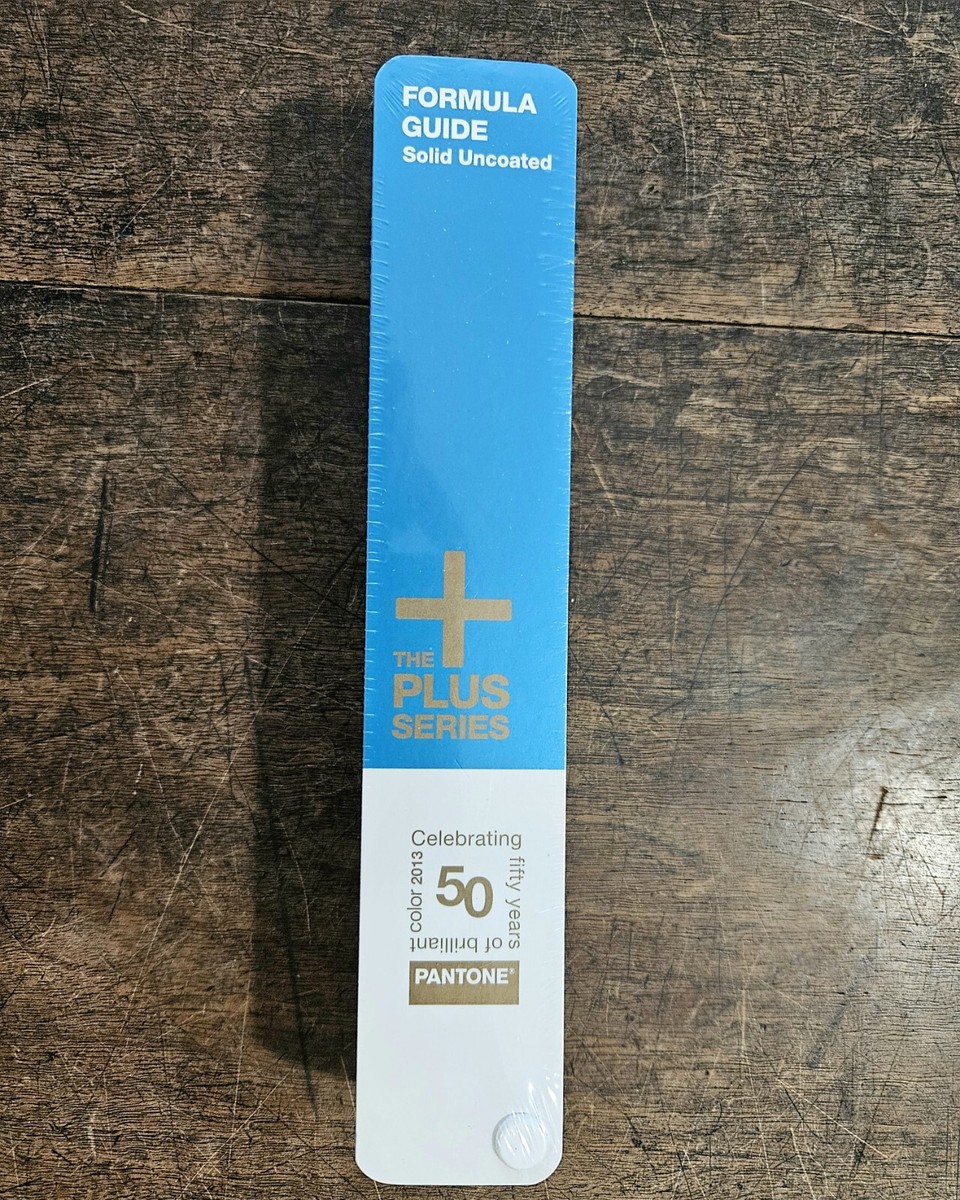 FORMULA
GUIDE
Solid Uncoated
THE
PLUS
SERIES
Celebrating
fifty years
of brilliant
color 2013
50
PANTONE®